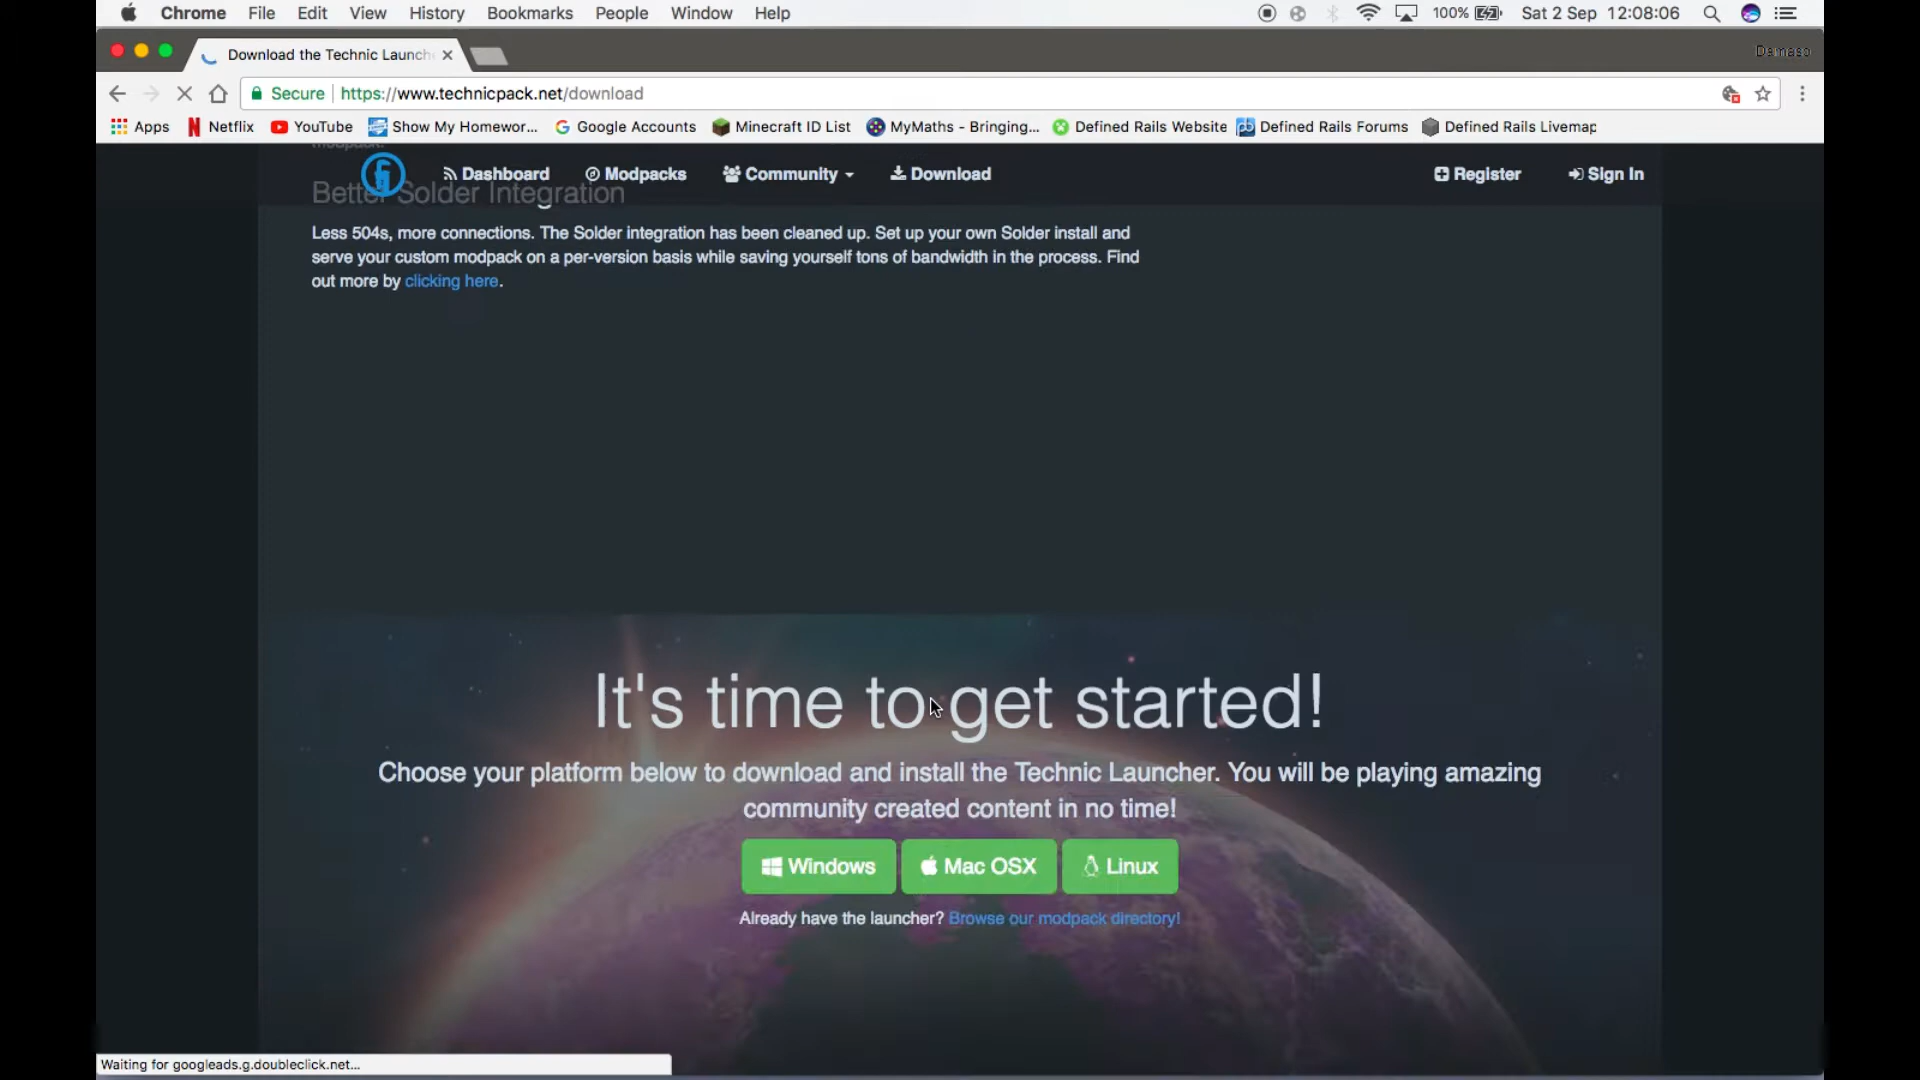 Chrome File Edit View History Bookmarks People Window Help 100% Sat 2 Sep 12:08:06
Download the Technic Launch
Damaso
Secure https://www.technicpack.net/download
Apps Netflix YouTube Show My Homewor... Google Accounts Minecraft ID List MyMaths - Bringing... Defined Rails Website Defined Rails Forums Defined Rails Livemap
modpack.
Dashboard Modpacks Community Download Register Sign In
Better Solder Integration
Less 504s, more connections. The Solder integration has been cleaned up. Set up your own Solder install and
serve your custom modpack on a per-version basis while saving yourself tons of bandwidth in the process. Find
out more by clicking here.
It's time to get started!
Choose your platform below to download and install the Technic Launcher. You will be playing amazing
community created content in no time!
Windows Mac OSX Linux
Already have the launcher? Browse our modpack directory!
Waiting for googleads.g.doubleclick.net...